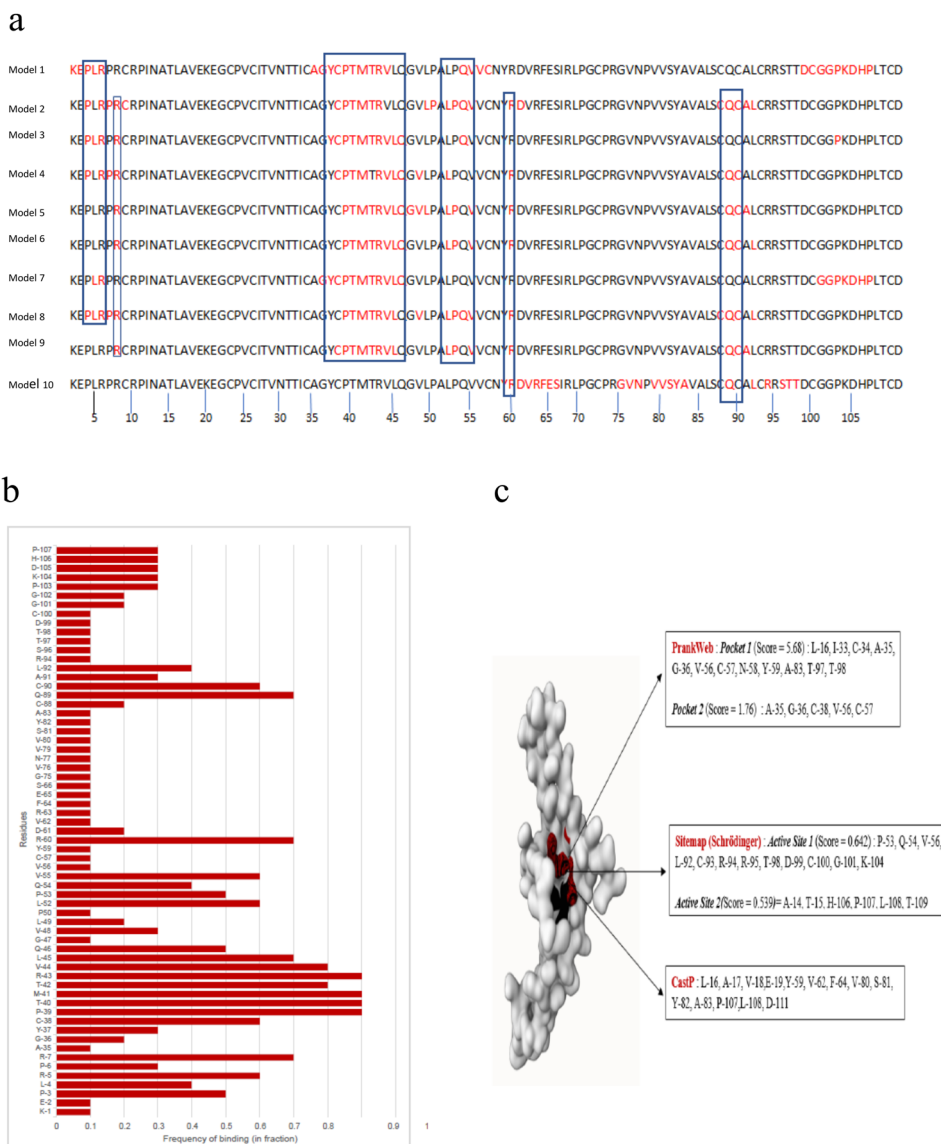 a
Model 1 KEPLRPRCRPINATLAVEKEGCPVCITVNTTICAGYCPTMTRVLQGVLPALPQVVCNYRDVRFESIRLPGCPRGVNPVVSYAVALSCQCALCRRSTTDCGGPKDHPLTCD
Model 2 KEPLRPRCRPINATLAVEKEGCPVCITVNTTICAGYCPTMTRVLQGVLPALPQVVCNYRDVRFESIRLPGCPRGVNPVVSYAVALSCQCALCRRSTTDCGGPKDHPLTCD
Model 3 KEPLRPRCRPINATLAVEKEGCPVCITVNTTICAGYCPTMTRVLQGVLPALPQVVCNYRDVRFESIRLPGCPRGVNPVVSYAVALSCQCALCRRSTTDCGGPKDHPLTCD
Model 4 KEPLRPRCRPINATLAVEKEGCPVCITVNTTICAGYCPTMTRVLQGVLPALPQVVCNYRDVRFESIRLPGCPRGVNPVVSYAVALSCQCALCRRSTTDCGGPKDHPLTCD
Model 5 KEPLRPRCRPINATLAVEKEGCPVCITVNTTICAGYCPTMTRVLQGVLPALPQVVCNYRDVRFESIRLPGCPRGVNPVVSYAVALSCQCALCRRSTTDCGGPKDHPLTCD
Model 6 KEPLRPRCRPINATLAVEKEGCPVCITVNTTICAGYCPTMTRVLQGVLPALPQVVCNYRDVRFESIRLPGCPRGVNPVVSYAVALSCQCALCRRSTTDCGGPKDHPLTCD
Model 7 KEPLRPRCRPINATLAVEKEGCPVCITVNTTICAGYCPTMTRVLQGVLPALPQVVCNYRDVRFESIRLPGCPRGVNPVVSYAVALSCQCALCRRSTTDCGGPKDHPLTCD
Model 8 KEPLRPRCRPINATLAVEKEGCPVCITVNTTICAGYCPTMTRVLQGVLPALPQVVCNYRDVRFESIRLPGCPRGVNPVVSYAVALSCQCALCRRSTTDCGGPKDHPLTCD
Model 9 KEPLRPRCRPINATLAVEKEGCPVCITVNTTICAGYCPTMTRVLQGVLPALPQVVCNYRDVRFESIRLPGCPRGVNPVVSYAVALSCQCALCRRSTTDCGGPKDHPLTCD
Model 10 KEPLRPRCRPINATLAVEKEGCPVCITVNTTICAGYCPTMTRVLQGVLPALPQVVCNYRDVRFESIRLPGCPRGVNPVVSYAVALSCQCALCRRSTTDCGGPKDHPLTCD
5 10 15 20 25 30 35 40 45 50 55 60 65 70 75 80 85 90 95 100 105
b
Residues
P-107
H-106
D-105
K-104
P-103
G-102
G-101
C-100
D-99
T-98
T-97
S-96
R-94
L-92
A-91
C-90
Q-89
C-88
A-83
Y-82
S-81
V-80
V-79
N-77
V-76
G-75
S-66
E-65
F-64
R-63
V-62
D-61
R-60
Y-59
C-57
V-56
V-55
Q-54
P-53
L-52
P50
L-49
V-48
G-47
Q-46
L-45
V-44
R-43
T-42
M-41
T-40
P-39
C-38
Y-37
G-36
A-35
R-7
P-6
R-5
L-4
P-3
E-2
K-1
0 0.1 0.2 0.3 0.4 0.5 0.6 0.7 0.8 0.9 1
Frequency of binding (in fraction)
c
PrankWeb : Pocket 1 (Score = 5.68) : L-16, I-33, C-34, A-35,
G-36, V-56, C-57, N-58, Y-59, A-83, T-97, T-98
Pocket 2 (Score = 1.76) : A-35, G-36, C-38, V-56, C-57
Sitemap (Schrödinger) : Active Site 1 (Score = 0.642) : P-53, Q-54, V-56,
L-92, C-93, R-94, R-95, T-98, D-99, C-100, G-101, K-104
Active Site 2(Score = 0.539)= A-14, T-15, H-106, P-107, L-108, T-109
CastP : L-16, A-17, V-18,E-19,Y-59, V-62, F-64, V-80, S-81,
Y-82, A-83, P-107,L-108, D-111